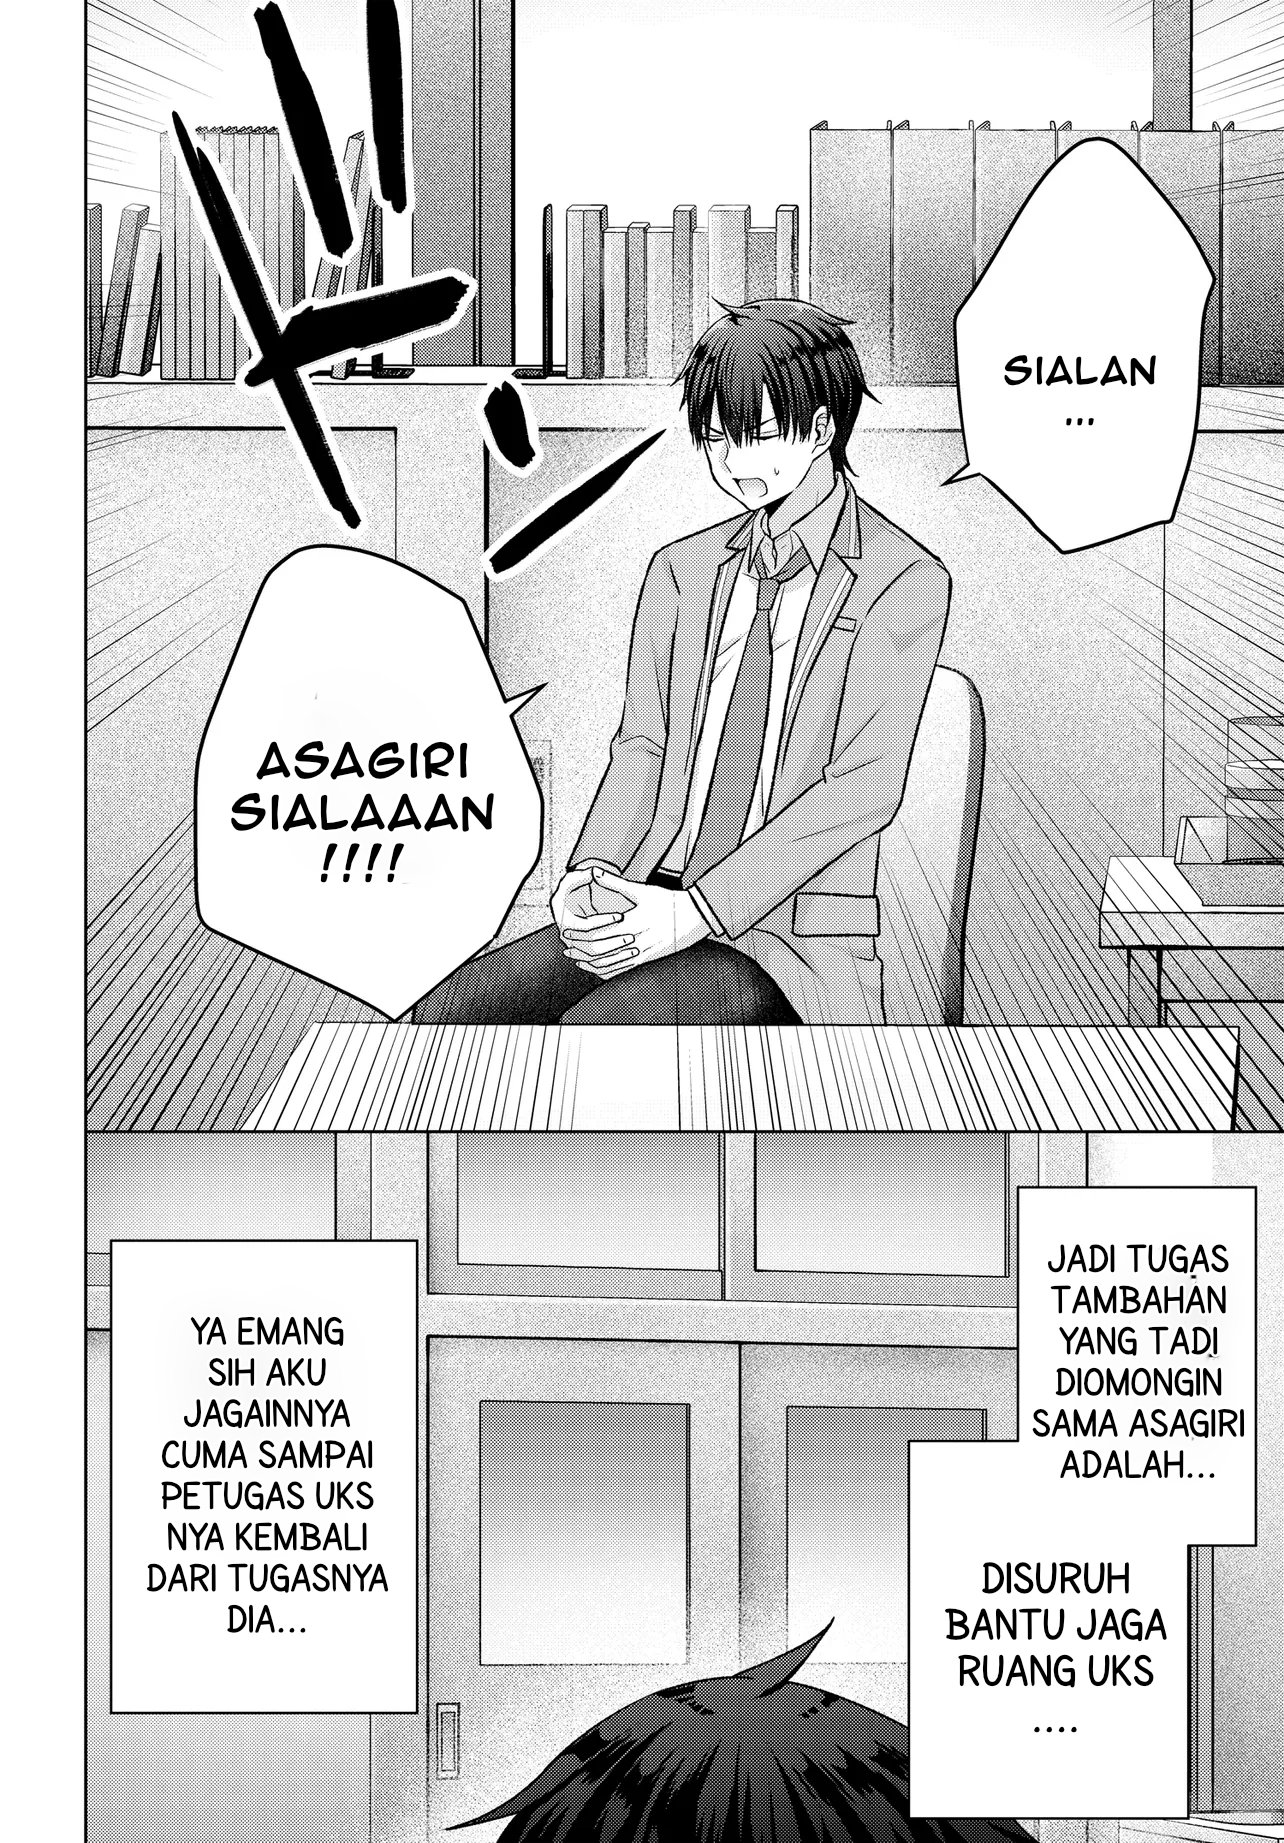 SIALAN
...
ASAGIRI
SIALAAAN
!!!!
JADI TUGAS
TAMBAHAN
YANG TADI
DIOMONGIN
SAMA ASAGIRI
ADALAH...
DISURUH
BANTU JAGA
RUANG UKS
....
YA EMANG
SIH AKU
JAGAINNYA
CUMA SAMPAI
PETUGAS UKS
NYA KEMBALI
DARI TUGASNYA
DIA...